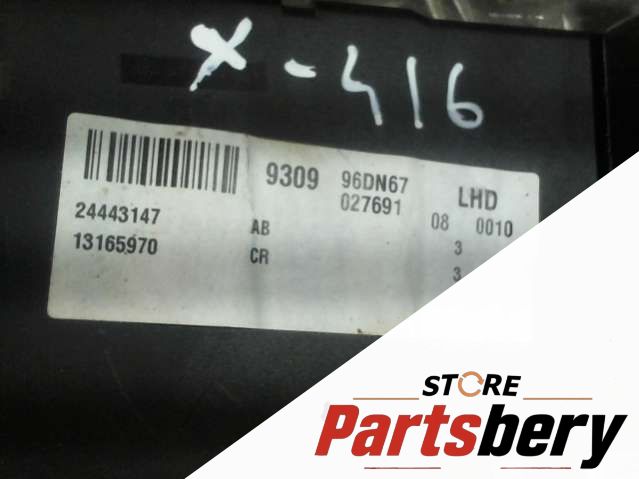 X-416
9309 96DN67 LHD
027691 08 0010
24443147 AB 3
13165970 CR 3
STORE
Partsbery